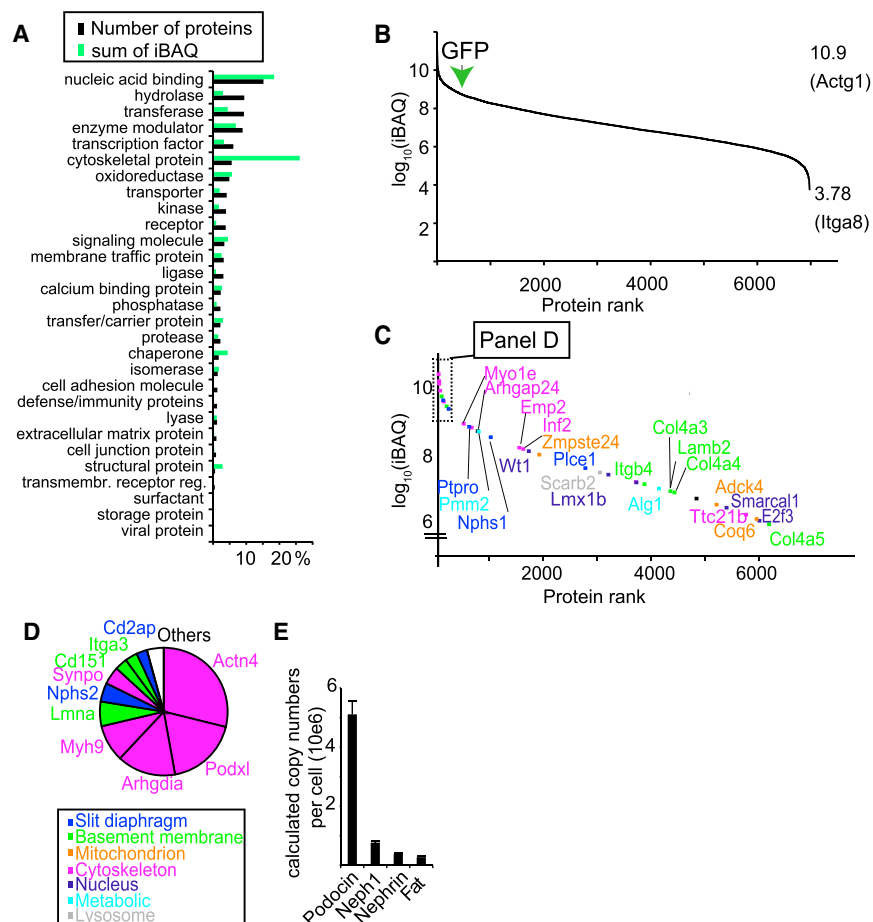 A
Number of proteins
sum of iBAQ
nucleic acid binding
hydrolase
transferase
enzyme modulator
transcription factor
cytoskeletal protein
oxidoreductase
transporter
kinase
receptor
signaling molecule
membrane traffic protein
ligase
calcium binding protein
phosphatase
transfer/carrier protein
protease
chaperone
isomerase
cell adhesion molecule
defense/immunity proteins
lyase
extracellular matrix protein
cell junction protein
structural protein
transmembr. receptor reg.
surfactant
storage protein
viral protein
10 20 %
B
GFP
10.9
(Actg1)
3.78
(Itga8)
log10(iBAQ)
10
8
6
4
2
2000 4000 6000
Protein rank
C
Panel D
log10(iBAQ)
10
8
6
Myo1e
Arhgap24
Emp2
Inf2
Zmpste24
Wt1
Plce1
Ptpro
Pmm2
Nphs1
Scarb2
Lmx1b
Itgb4
Alg1
Col4a3
Lamb2
Col4a4
Adck4
Smarcal1
Ttc21b
E2f3
Coq6
Col4a5
2000 4000 6000
Protein rank
D
Cd2ap
Others
Itga3
Cd151
Synpo
Nphs2
Lmna
Myh9
Arhgdia
Podxl
Actn4
Slit diaphragm
Basement membrane
Mitochondrion
Cytoskeleton
Nucleus
Metabolic
Lysosome
E
calculated copy numbers
per cell (10e6)
6
4
2
Podocin
Neph1
Nephrin
Fat